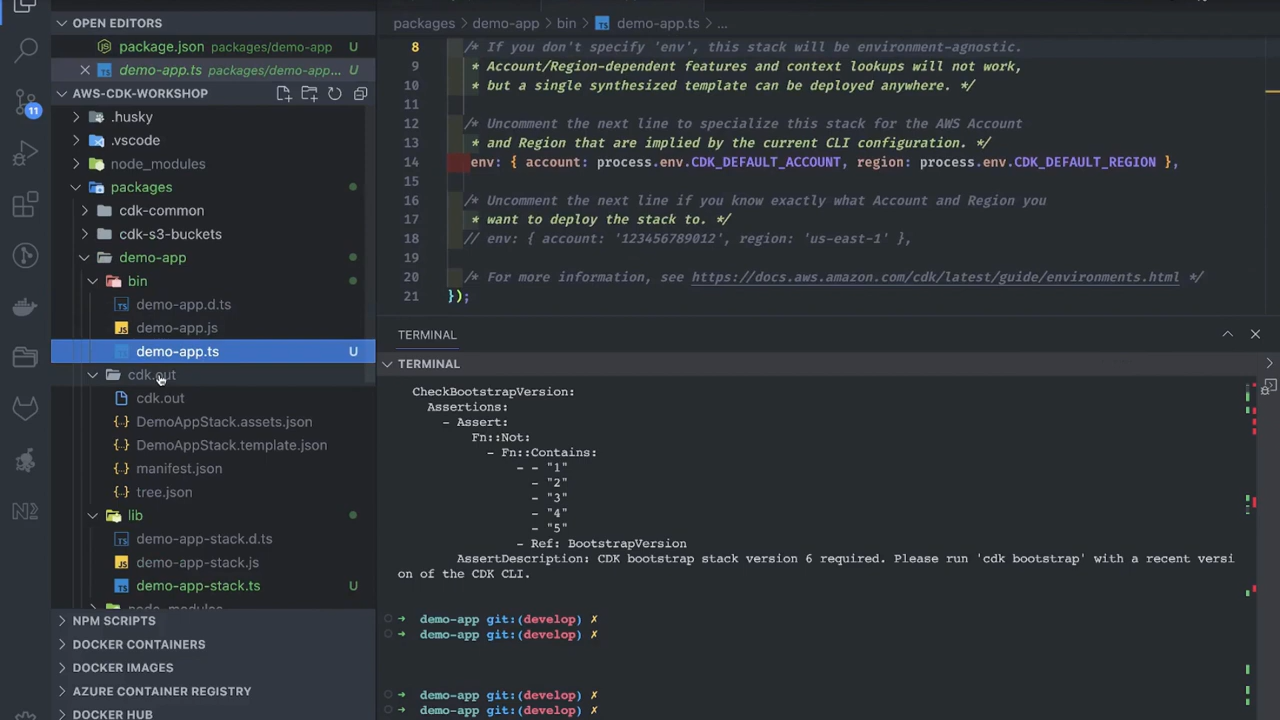 OPEN EDITORS
package.json packages/demo-app U
demo-app.ts packages/demo-app... U
AWS-CDK-WORKSHOP
.husky
11
.vscode
node_modules
packages
cdk-common
cdk-s3-buckets
demo-app
bin
demo-app.d.ts
demo-app.js
demo-app.ts U
cdk.out
cdk.out
DemoAppStack.assets.json
DemoAppStack.template.json
manifest.json
tree.json
lib
demo-app-stack.d.ts
demo-app-stack.js
demo-app-stack.ts U
node_modules
NPM SCRIPTS
DOCKER CONTAINERS
DOCKER IMAGES
AZURE CONTAINER REGISTRY
DOCKER HUB
packages > demo-app > bin > TS demo-app.ts > ...
8 /* If you don't specify 'env', this stack will be environment-agnostic.
9 * Account/Region-dependent features and context lookups will not work,
10 * but a single synthesized template can be deployed anywhere. */
11
12 /* Uncomment the next line to specialize this stack for the AWS Account
13 * and Region that are implied by the current CLI configuration. */
14 env: { account: process.env.CDK_DEFAULT_ACCOUNT, region: process.env.CDK_DEFAULT_REGION },
15
16 /* Uncomment the next line if you know exactly what Account and Region you
17 * want to deploy the stack to. */
18 // env: { account: '123456789012', region: 'us-east-1' },
20 /* For more information, see https://docs.aws.amazon.com/cdk/latest/guide/environments.html */
21 });
TERMINAL
TERMINAL
CheckBootstrapVersion:
Assertions:
- Assert:
Fn::Not:
- Fn::Contains:
- - "1"
- "2"
- "3"
- "4"
- "5"
- Ref: BootstrapVersion
AssertDescription: CDK bootstrap stack version 6 required. Please run 'cdk bootstrap' with a recent versi
on of the CDK CLI.
➜ demo-app git:(develop) ✗
➜ demo-app git:(develop) ✗
➜ demo-app git:(develop) ✗
➜ demo-app git:(develop) ✗